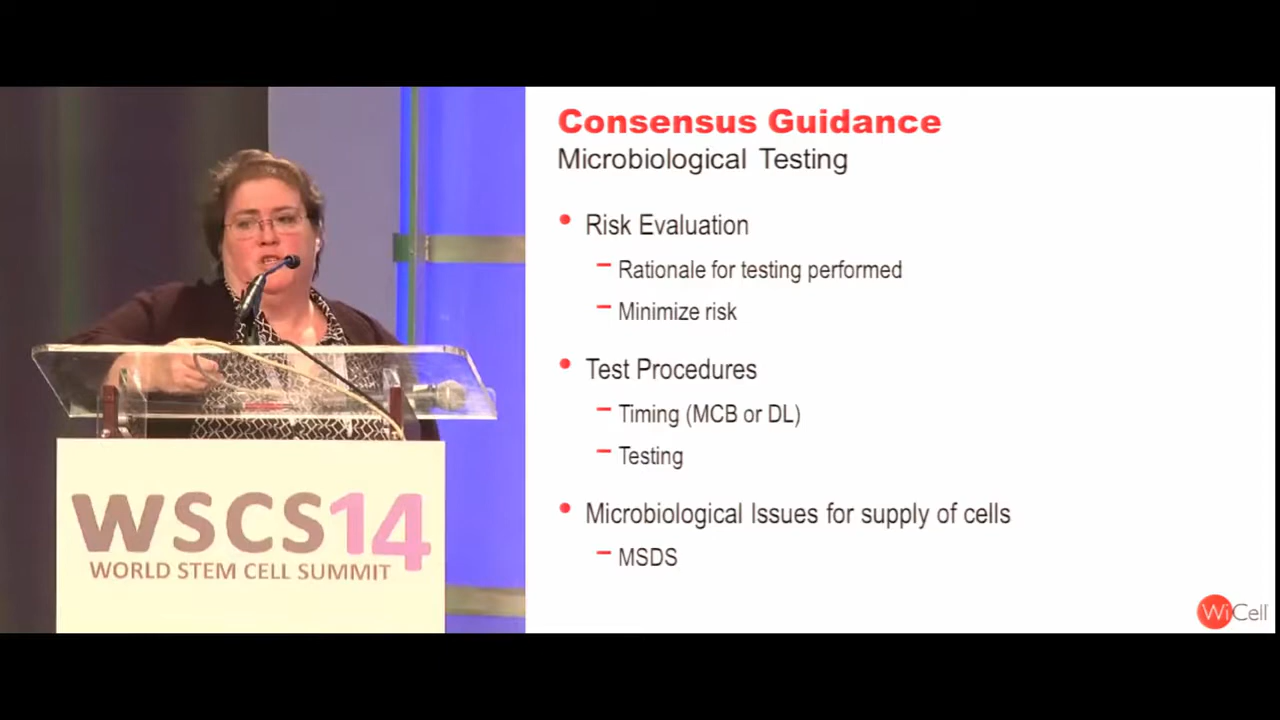 Consensus Guidance
Microbiological Testing
• Risk Evaluation
– Rationale for testing performed
– Minimize risk
• Test Procedures
– Timing (MCB or DL)
– Testing
• Microbiological Issues for supply of cells
– MSDS
WiCell
WSCS14
WORLD STEM CELL SUMMIT